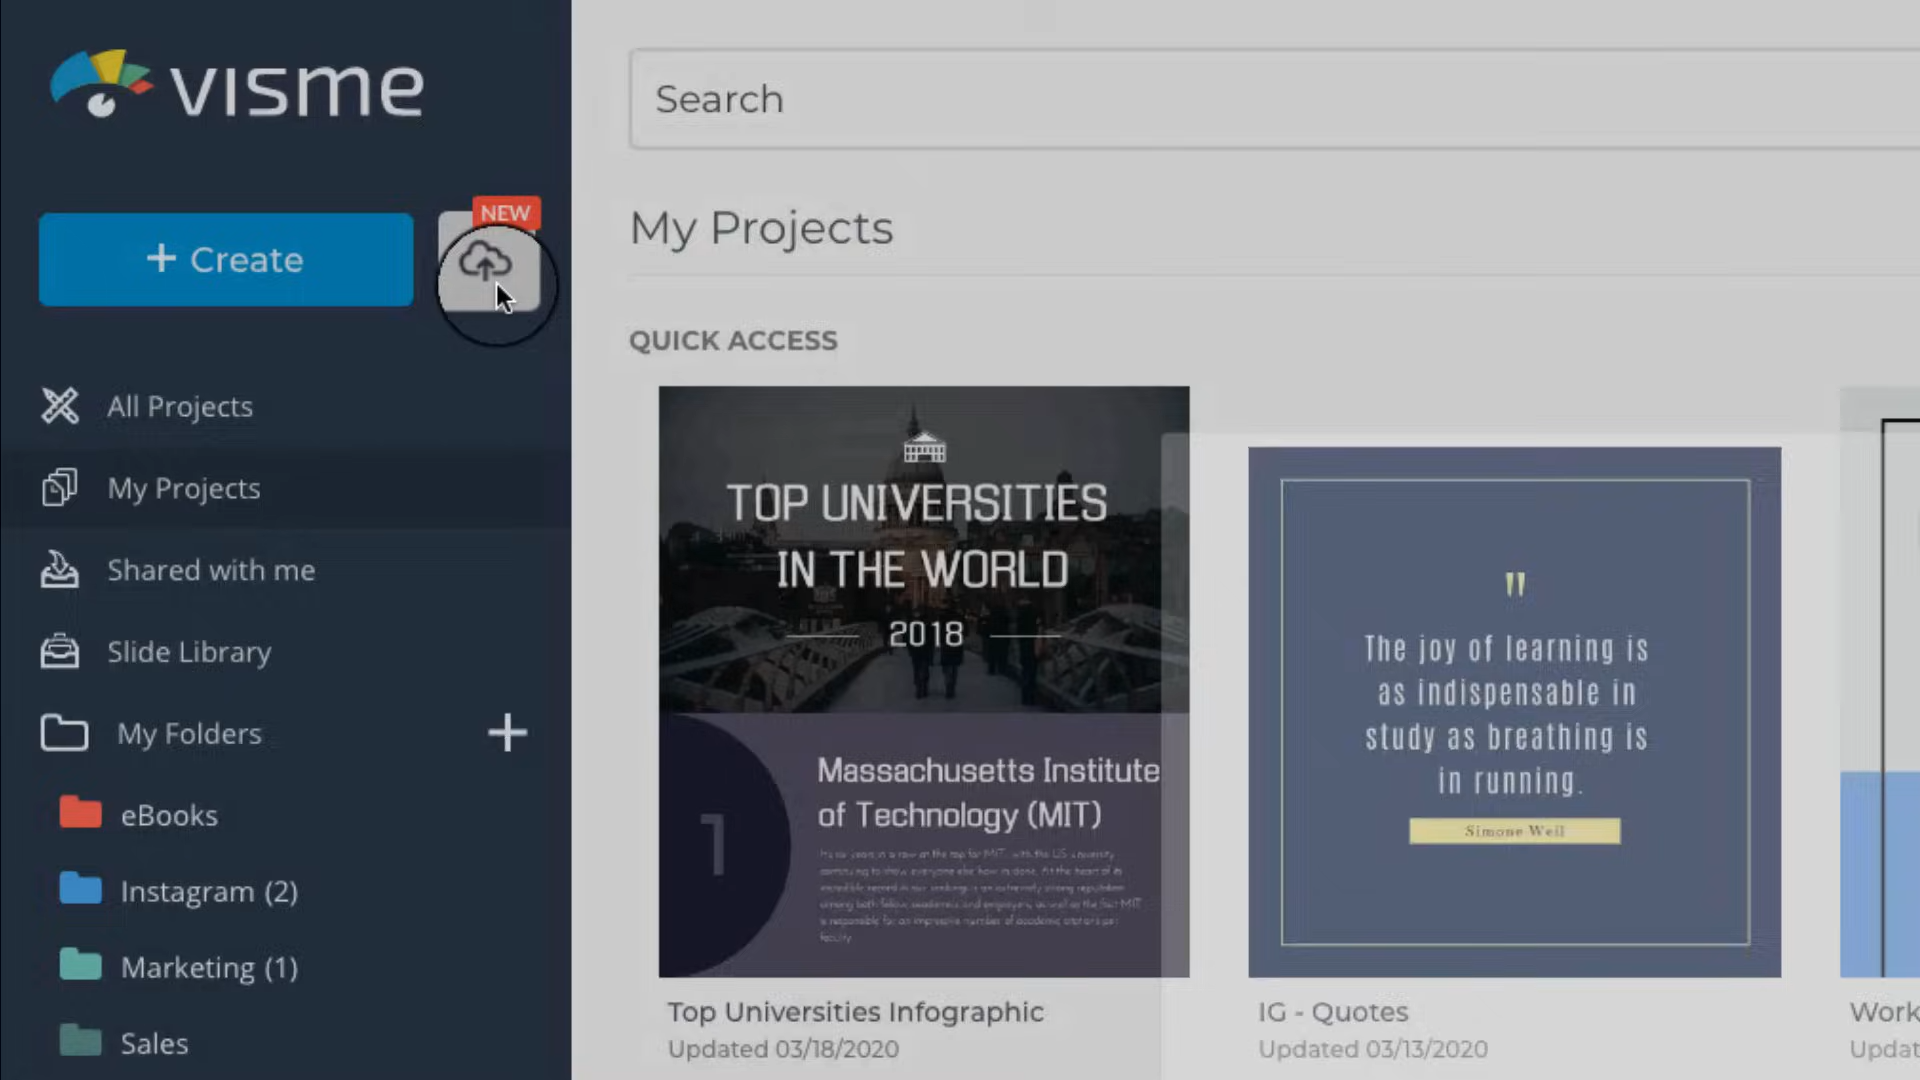 visme
Search
NEW
+ Create
My Projects
QUICK ACCESS
All Projects
My Projects
Shared with me
Slide Library
My Folders +
eBooks
Instagram (2)
Marketing (1)
Sales
TOP UNIVERSITIES
IN THE WORLD
2018
1
Massachusetts Institute
of Technology (MIT)
"
The joy of learning is
as indispensable in
study as breathing is
in running.
Simone Weil
Top Universities Infographic
Updated 03/18/2020
IG - Quotes
Updated 03/13/2020
Work
Updat